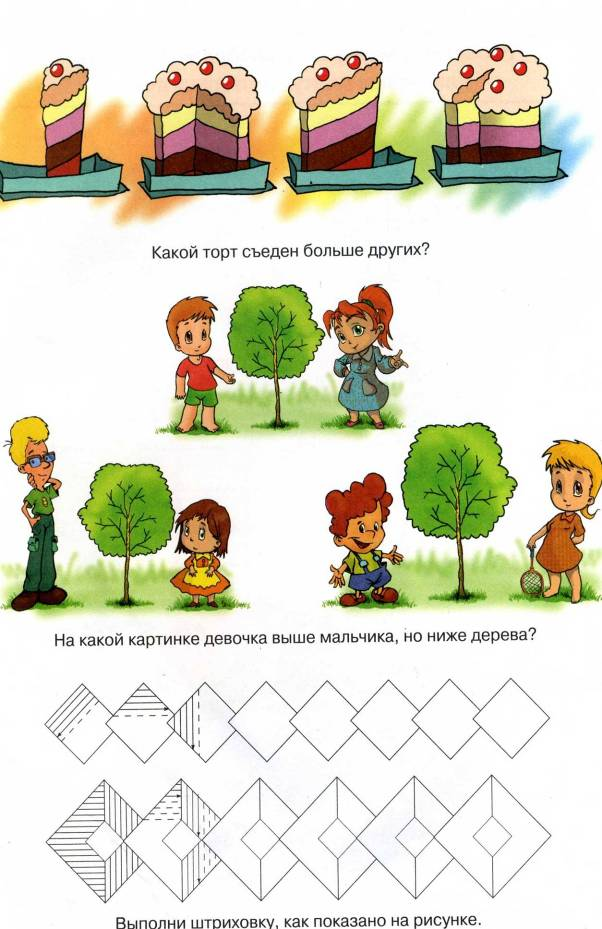 Какой торт съеден больше других?
На какой картинке девочка выше мальчика, но ниже дерева?
Выполни штриховку, как показано на рисунке.